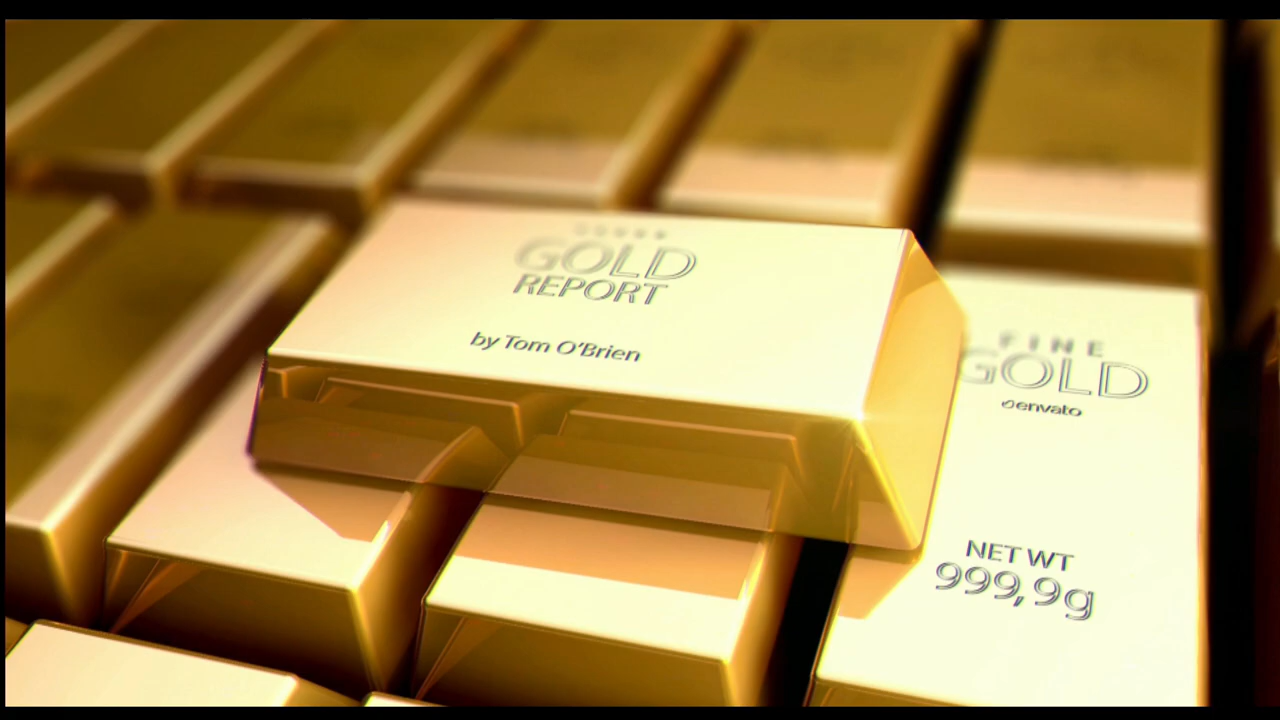 GOLD
REPORT
by Tom O'Brien
FINE
GOLD
envato
NET WT
999,9g